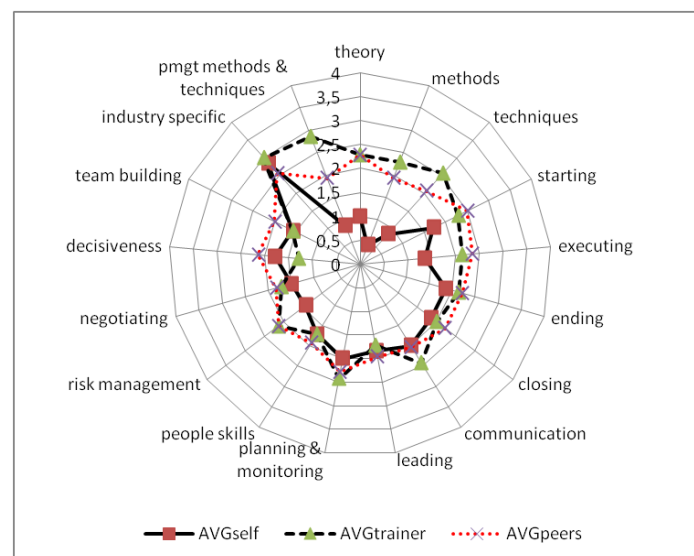 theory
methods
techniques
starting
executing
ending
closing
communication
leading
planning &
monitoring
people skills
risk management
negotiating
decisiveness
team building
industry specific
pmgt methods &
techniques
4
3,5
3
2,5
2
1,5
1
0,5
0
AVGself
AVGtrainer
AVGpeers